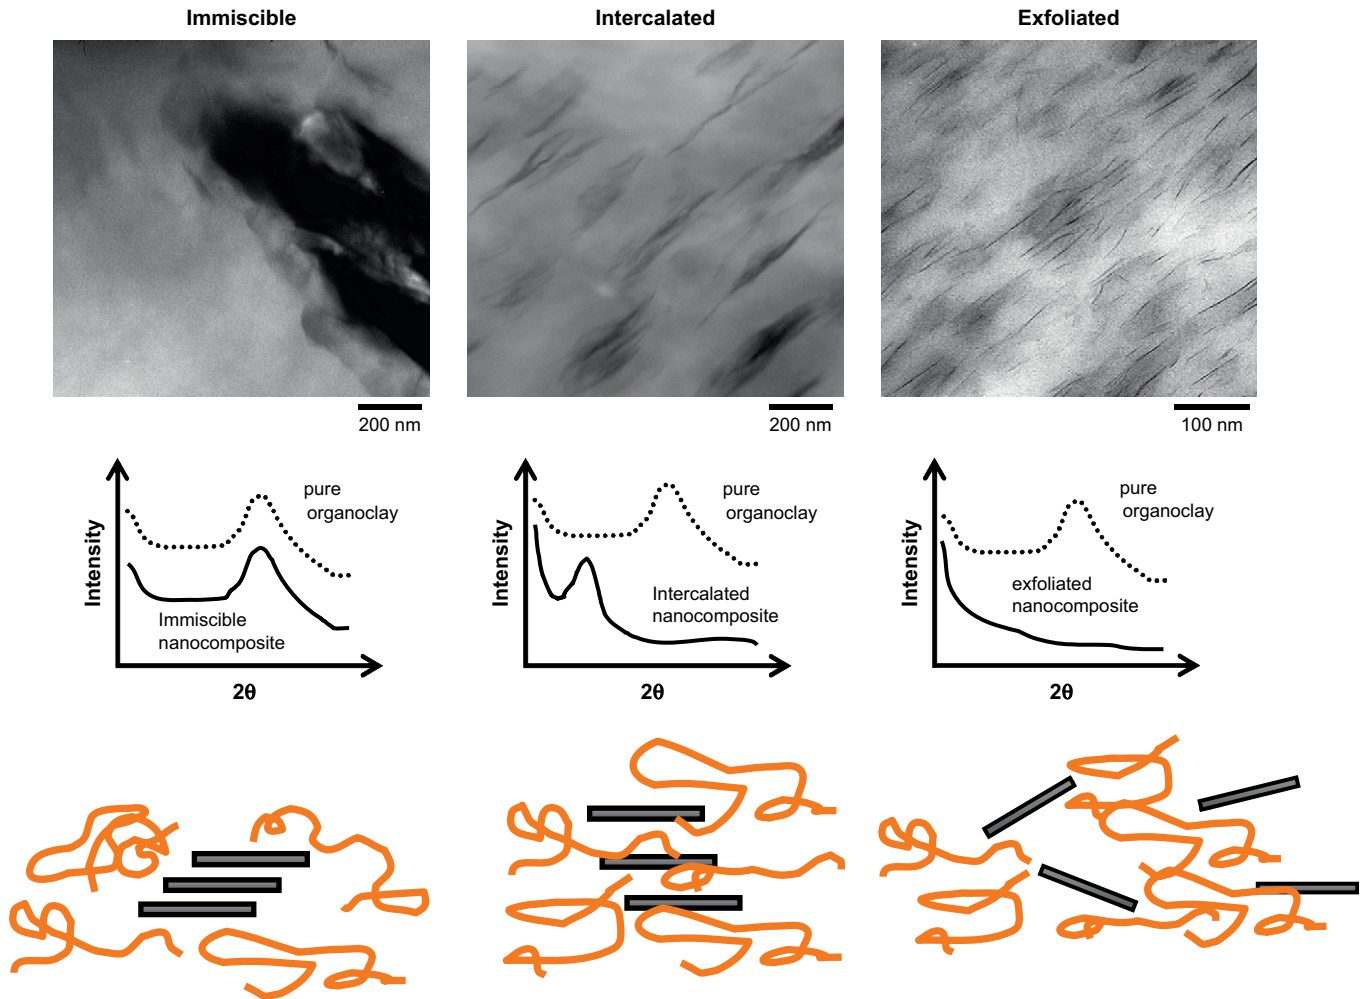 Immiscible
Intercalated
Exfoliated
200 nm
200 nm
100 nm
Intensity
pure
organoclay
Immiscible
nanocomposite
2θ
Intensity
pure
organoclay
Intercalated
nanocomposite
2θ
Intensity
pure
organoclay
exfoliated
nanocomposite
2θ